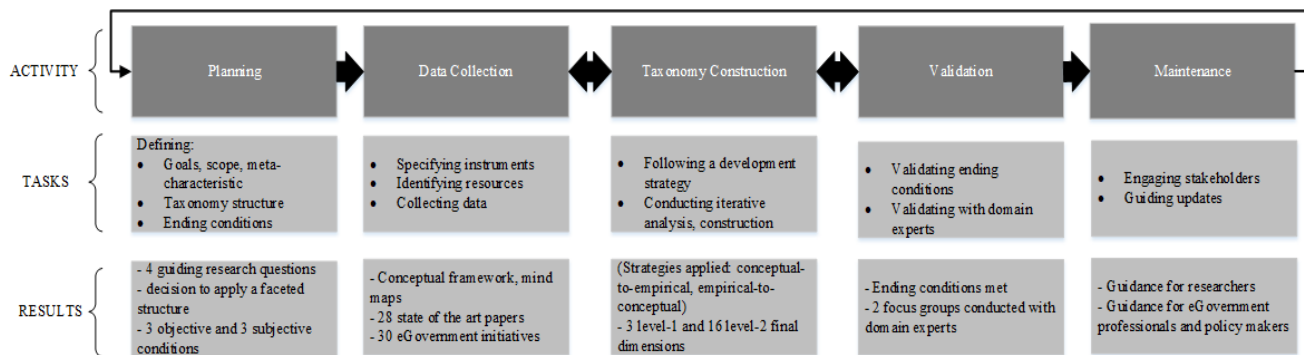 ACTIVITY
Planning
Data Collection
Taxonomy Construction
Validation
Maintenance
TASKS
Defining:
• Goals, scope, meta-
characteristic
• Taxonomy structure
• Ending conditions
• Specifying instruments
• Identifying resources
• Collecting data
• Following a development
strategy
• Conducting iterative
analysis, construction
• Validating ending
conditions
• Validating with domain
experts
• Engaging stakeholders
• Guiding updates
RESULTS
- 4 guiding research questions
- decision to apply a faceted
structure
- 3 objective and 3 subjective
conditions
- Conceptual framework, mind
maps
- 28 state of the art papers
- 30 eGovernment initiatives
(Strategies applied: conceptual-
to-empirical, empirical-to-
conceptual)
- 3 level-1 and 16 level-2 final
dimensions
- Ending conditions met
- 2 focus groups conducted with
domain experts
- Guidance for researchers
- Guidance for eGovernment
professionals and policy makers